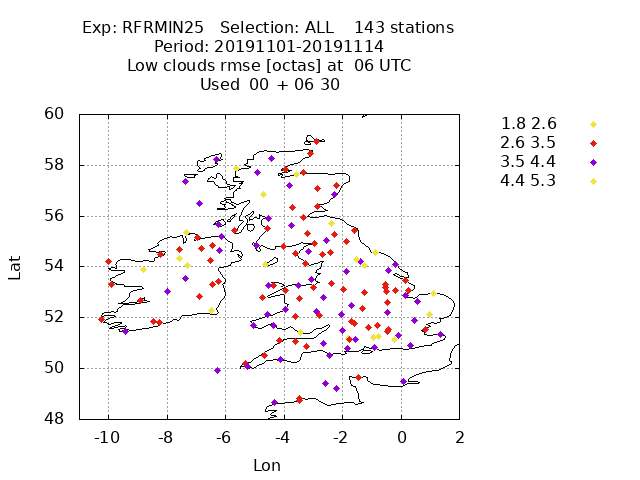 Exp: RFRMIN25 Selection: ALL 143 stations
Period: 20191101-20191114
Low clouds rmse [octas] at 06 UTC
Used 00 + 06 30
60
58
56
54
52
50
48
Lat
-10 -8 -6 -4 -2 0 2
Lon
1.8 2.6
2.6 3.5
3.5 4.4
4.4 5.3